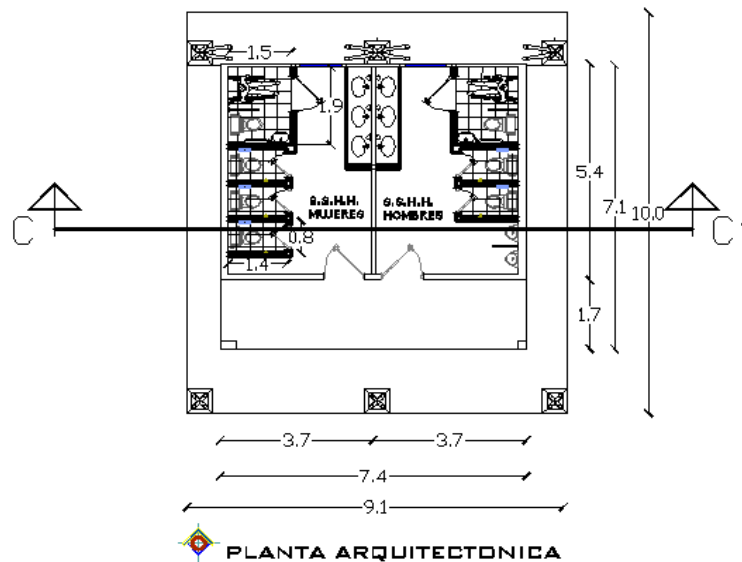 1.5
1.9
5.4
7.1
10.0
S.S.H.H.
MUJERES
S.S.H.H.
HOMBRES
C
C'
0.8
1.4
1.7
3.7
3.7
7.4
9.1
PLANTA ARQUITECTONICA